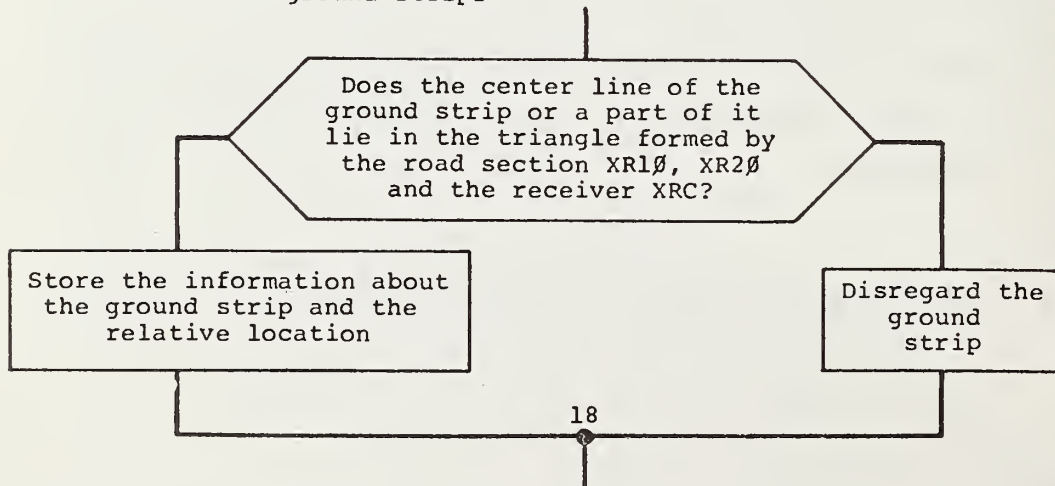 ground strips
Does the center line of the
ground strip or a part of it
lie in the triangle formed by
the road section XR1Ø, XR2Ø
and the receiver XRC?
Store the information about
the ground strip and the
relative location
Disregard the
ground
strip
18